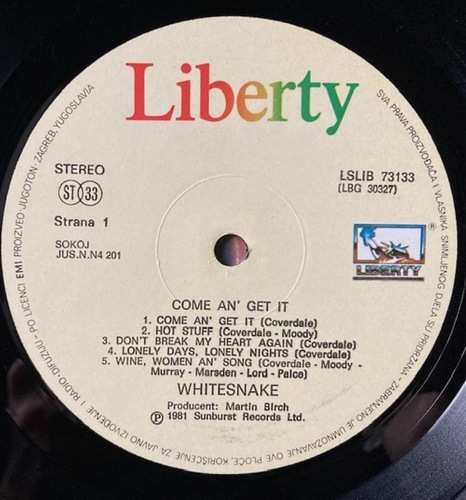 Liberty
STEREO
ST 33
Strana 1
SOKOJ
JUS.N.N4 201
LSLIB 73133
(LBG 30327)
®
LIBERTY
COME AN' GET IT
1. COME AN' GET IT (Coverdale)
2. HOT STUFF (Coverdale - Moody)
3. DON'T BREAK MY HEART AGAIN (Coverdale)
4. LONELY DAYS, LONELY NIGHTS (Coverdale)
5. WINE, WOMEN AN' SONG (Coverdale - Moody -
Murray - Marsden - Lord - Paice)
WHITESNAKE
Producer: Martin Birch
℗ 1981 Sunburst Records Ltd.
PO LICENCI EMI PROIZVEO JUGOTON - ZAGREB, YUGOSLAVIA
SVA PRAVA PROIZVOĐAČA I VLASNIKA SNIMLJENOG DJELA SU PRIDRŽANA - ZABRANJENO JE UMNOŽAVANJE OVE PLOČE, KORIŠĆENJE ZA JAVNO IZVOĐENJE I RADIO-DIFUZIJU -